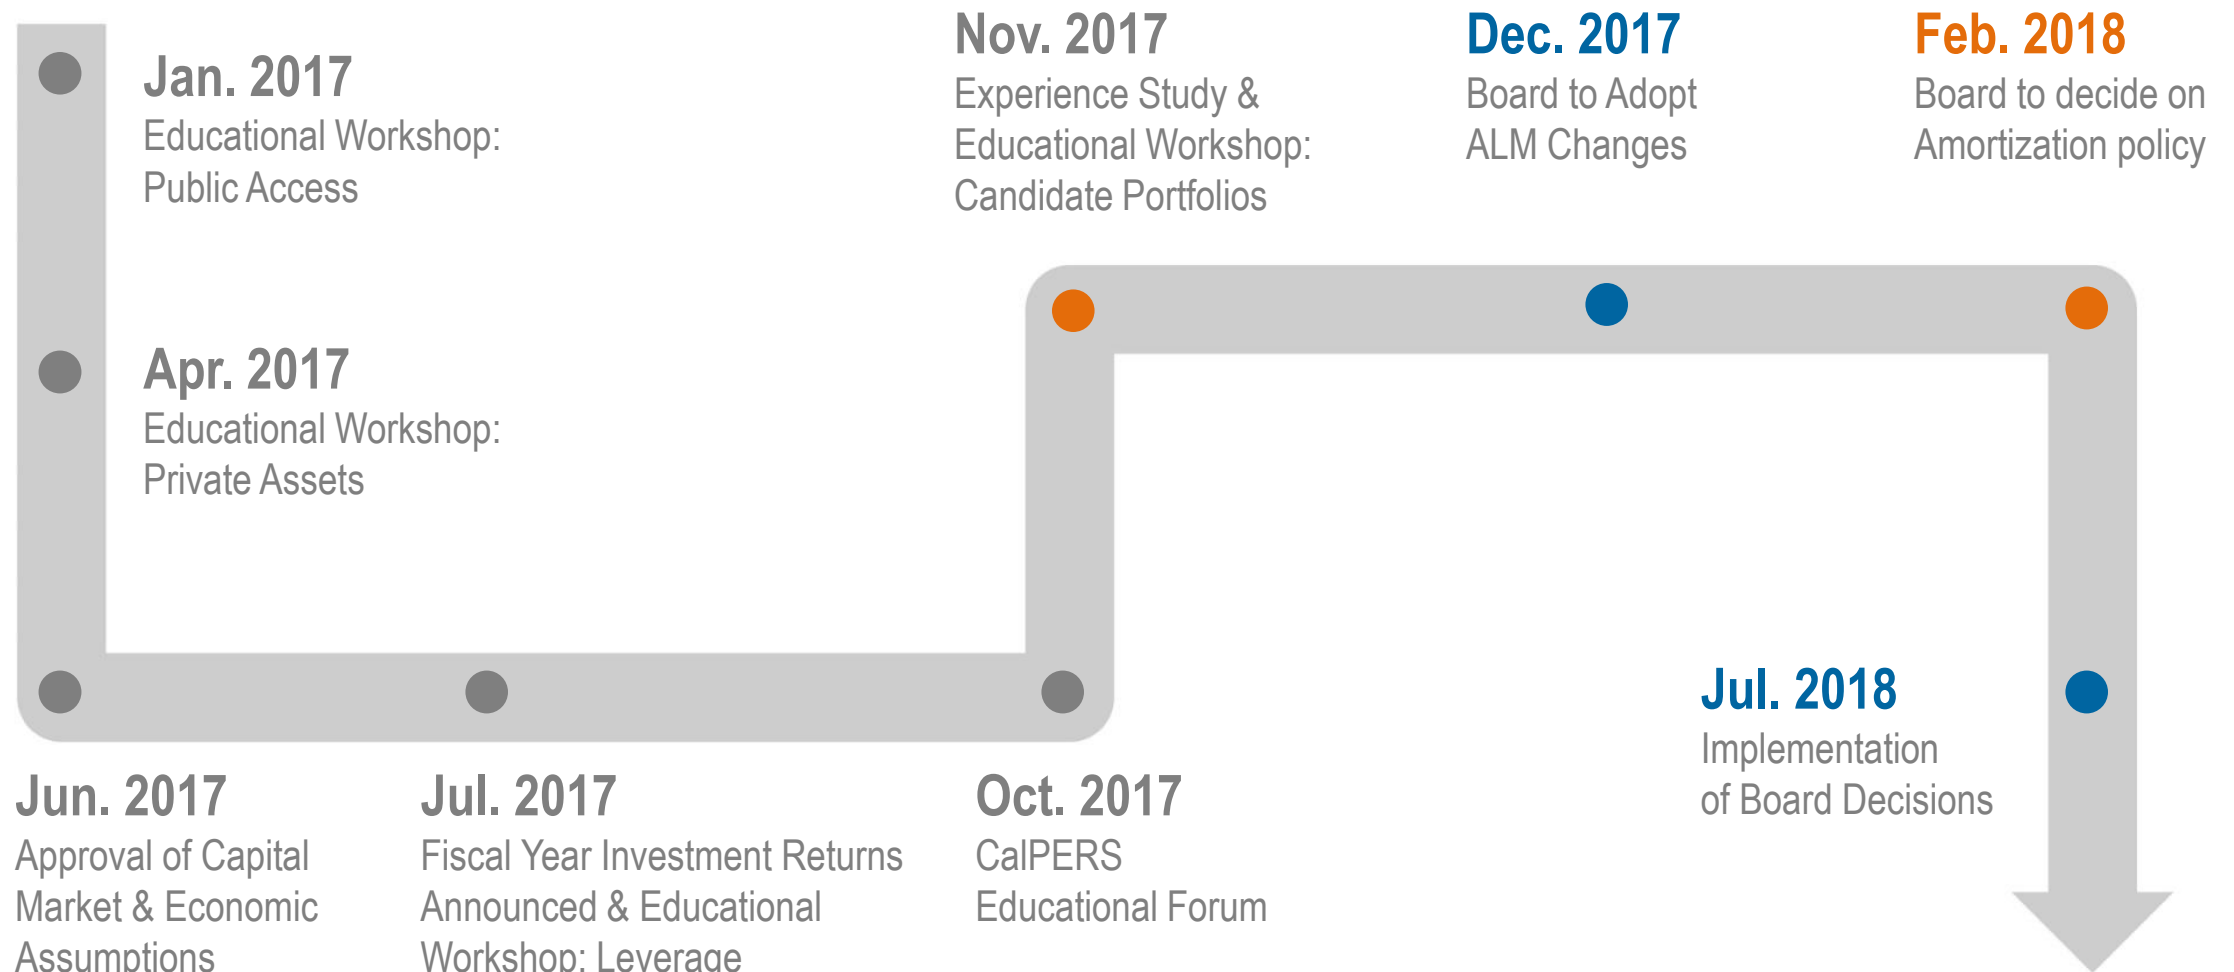 Jan. 2017
Educational Workshop:
Public Access
Apr. 2017
Educational Workshop:
Private Assets
Jun. 2017
Approval of Capital
Market & Economic
Assumptions
Jul. 2017
Fiscal Year Investment Returns
Announced & Educational
Workshop: Leverage
Oct. 2017
CalPERS
Educational Forum
Nov. 2017
Experience Study &
Educational Workshop:
Candidate Portfolios
Dec. 2017
Board to Adopt
ALM Changes
Feb. 2018
Board to decide on
Amortization policy
Jul. 2018
Implementation
of Board Decisions